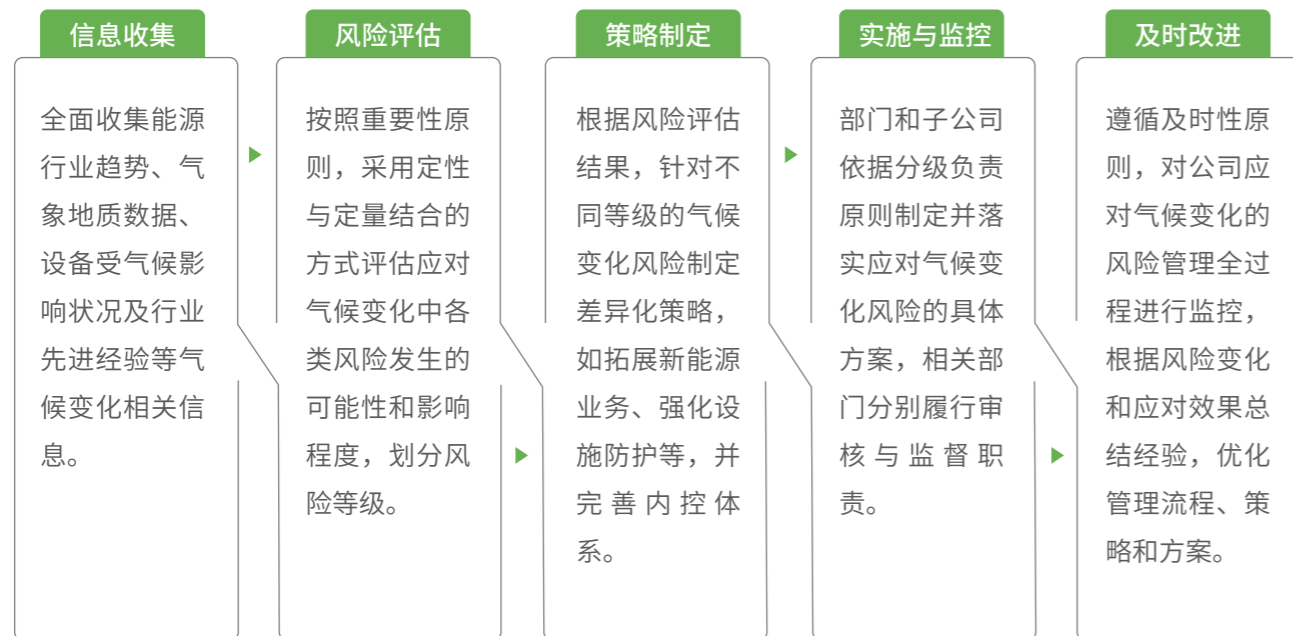 信息收集
全面收集能源
行业趋势、气
象地质数据、
设备受气候影
响状况及行业
先进经验等气
候变化相关信
息。
风险评估
按照重要性原
则，采用定性
与定量结合的
方式评估应对
气候变化中各
类风险发生的
可能性和影响
程度，划分风
险等级。
策略制定
根据风险评估
结果，针对不
同等级的气候
变化风险制定
差异化策略，
如拓展新能源
业务、强化设
施防护等，并
完善内控体
系。
实施与监控
部门和子公司
依据分级负责
原则制定并落
实应对气候变
化风险的具体
方案，相关部
门分别履行审
核与监督职
责。
及时改进
遵循及时性原
则，对公司应
对气候变化的
风险管理全过
程进行监控，
根据风险变化
和应对效果总
结经验，优化
管理流程、策
略和方案。